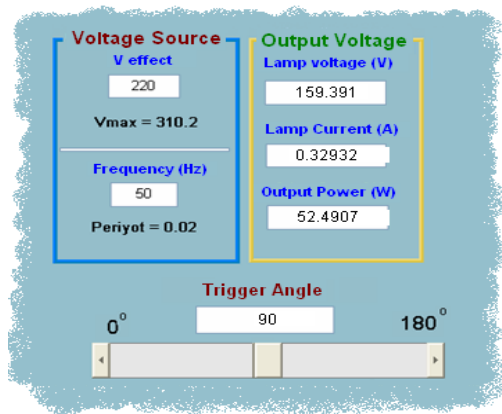 Voltage Source
V effect
220
Vmax = 310.2
Frequency (Hz)
50
Periyot = 0.02
Output Voltage
Lamp voltage (V)
159.391
Lamp Current (A)
0.32932
Output Power (W)
52.4907
Trigger Angle
0° 90 180°